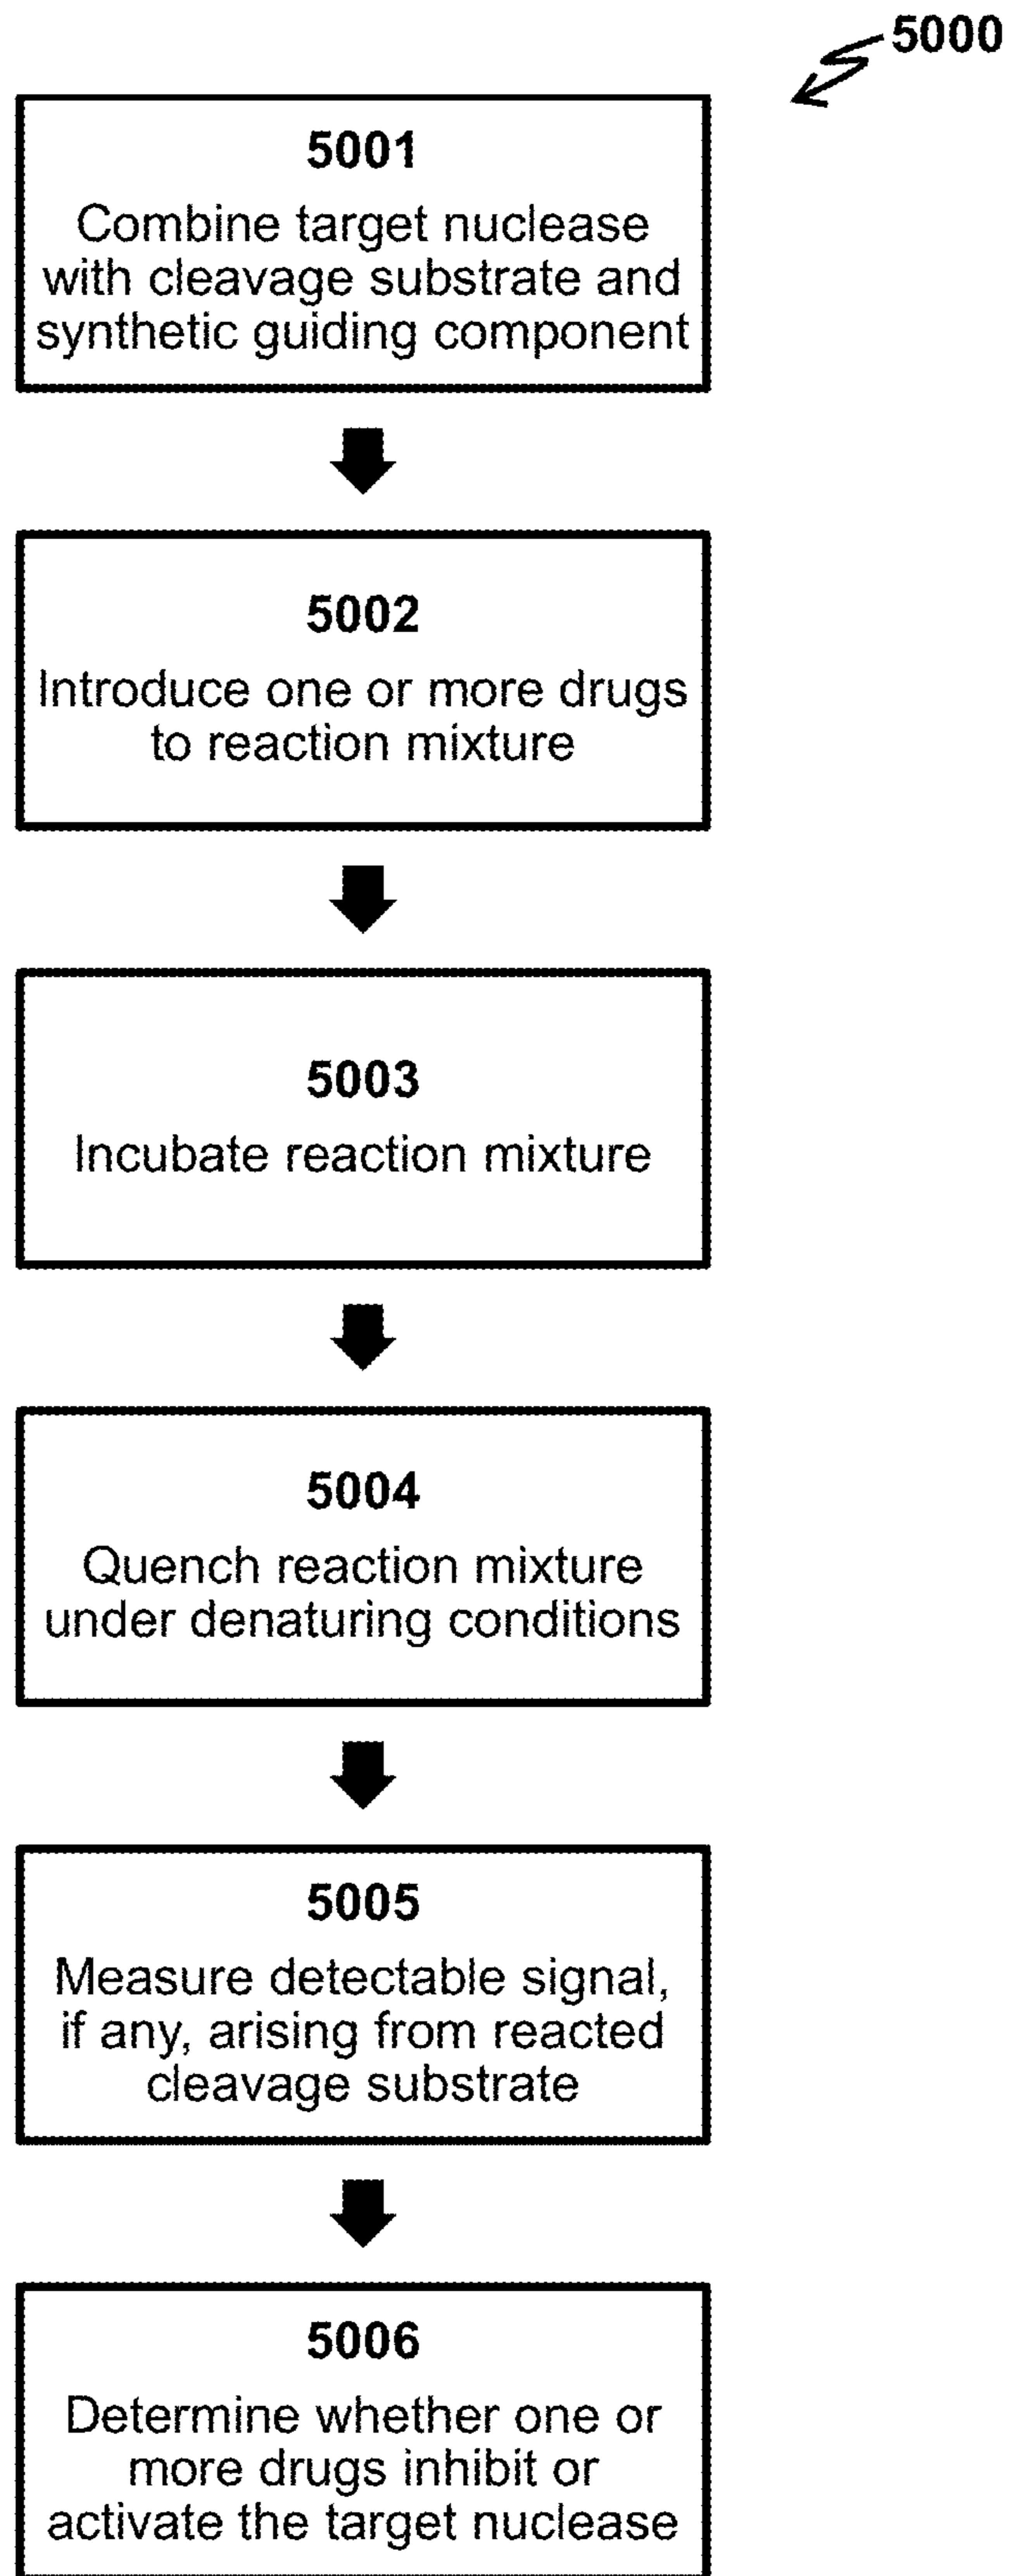 5000
5001
Combine target nuclease
with cleavage substrate and
synthetic guiding component
5002
Introduce one or more drugs
to reaction mixture
5003
Incubate reaction mixture
5004
Quench reaction mixture
under denaturing conditions
5005
Measure detectable signal,
if any, arising from reacted
cleavage substrate
5006
Determine whether one or
more drugs inhibit or
activate the target nuclease